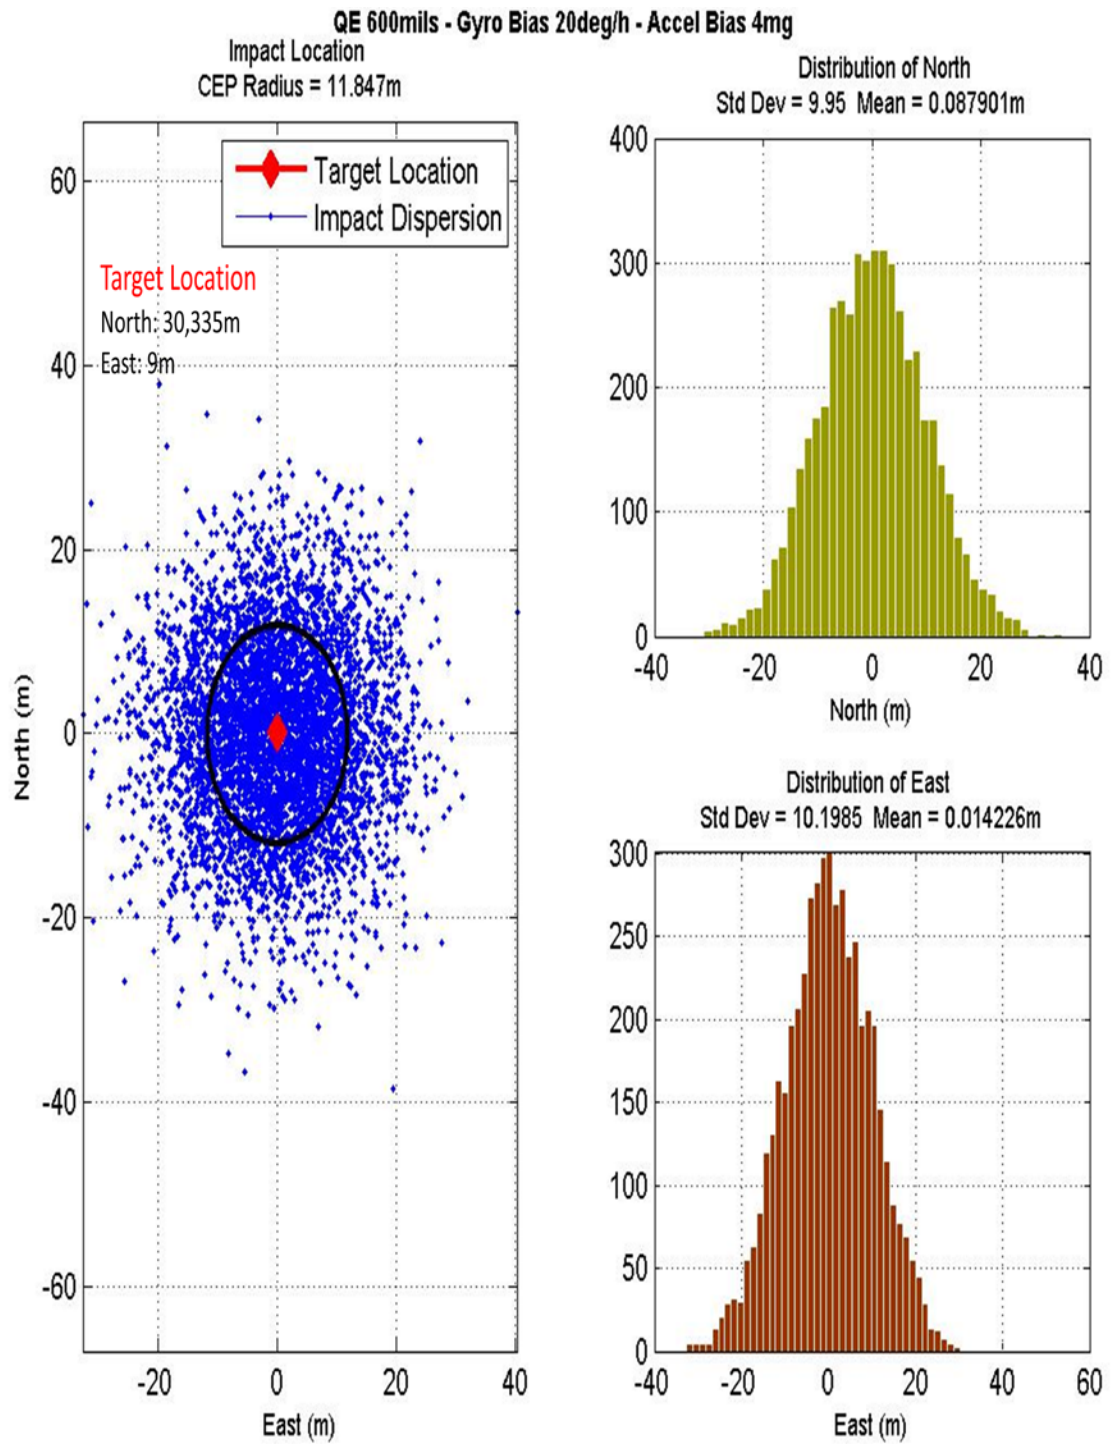 QE 600mils - Gyro Bias 20deg/h - Accel Bias 4mg
Impact Location
CEP Radius = 11.847m
60
40
20
0
-20
-40
-60
North (m)
Target Location
Impact Dispersion
Target Location
North: 30,335m
East: 9m
-20
0
20
40
East (m)
Distribution of North
Std Dev = 9.95 Mean = 0.087901m
400
300
200
100
0
-40
-20
0
20
40
North (m)
Distribution of East
Std Dev = 10.1985 Mean = 0.014226m
300
250
200
150
100
50
0
-40
-20
0
20
40
60
East (m)